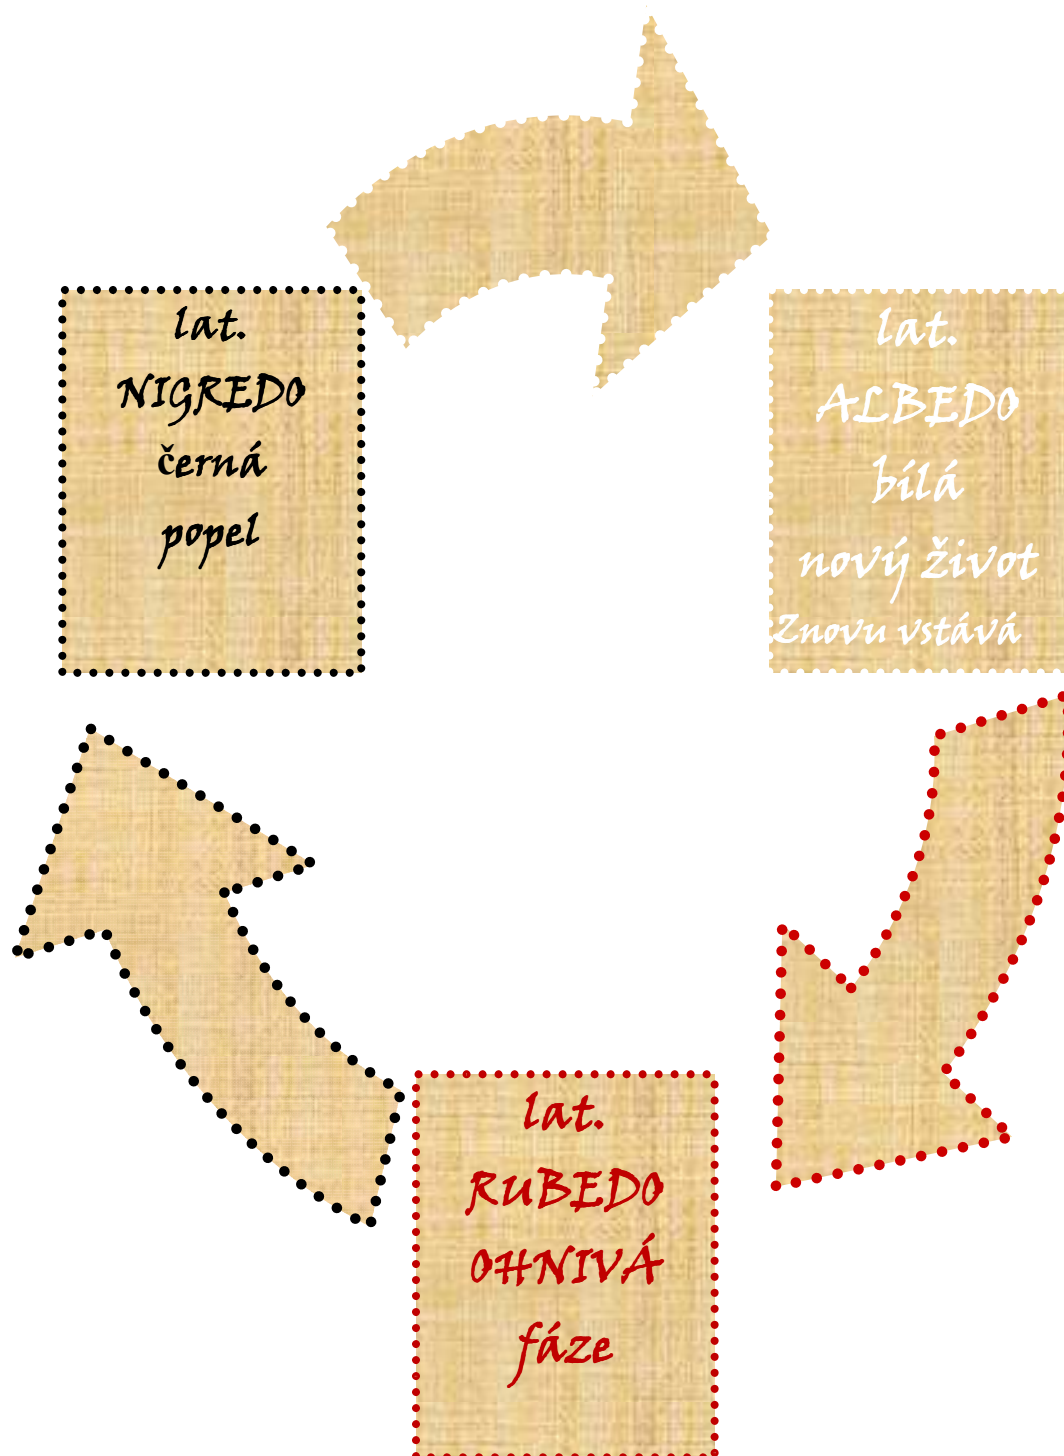 lat.
NIGREDO
černá
popel
lat.
ALBEDO
bílá
nový život
Znovu vstává
lat.
RUBEDO
OHNIVÁ
fáze